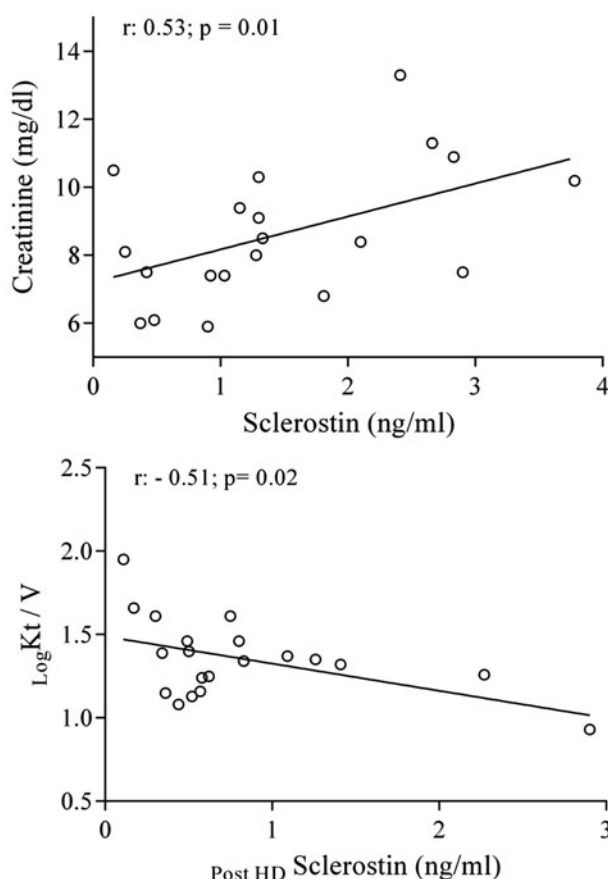 r: 0.53; p = 0.01
14
12
10
8
6
Creatinine (mg/dl)
0 1 2 3 4
Sclerostin (ng/ml)
r: - 0.51; p= 0.02
2.5
2.0
1.5
1.0
0.5
Log Kt / V
0 1 2 3
Post HD Sclerostin (ng/ml)